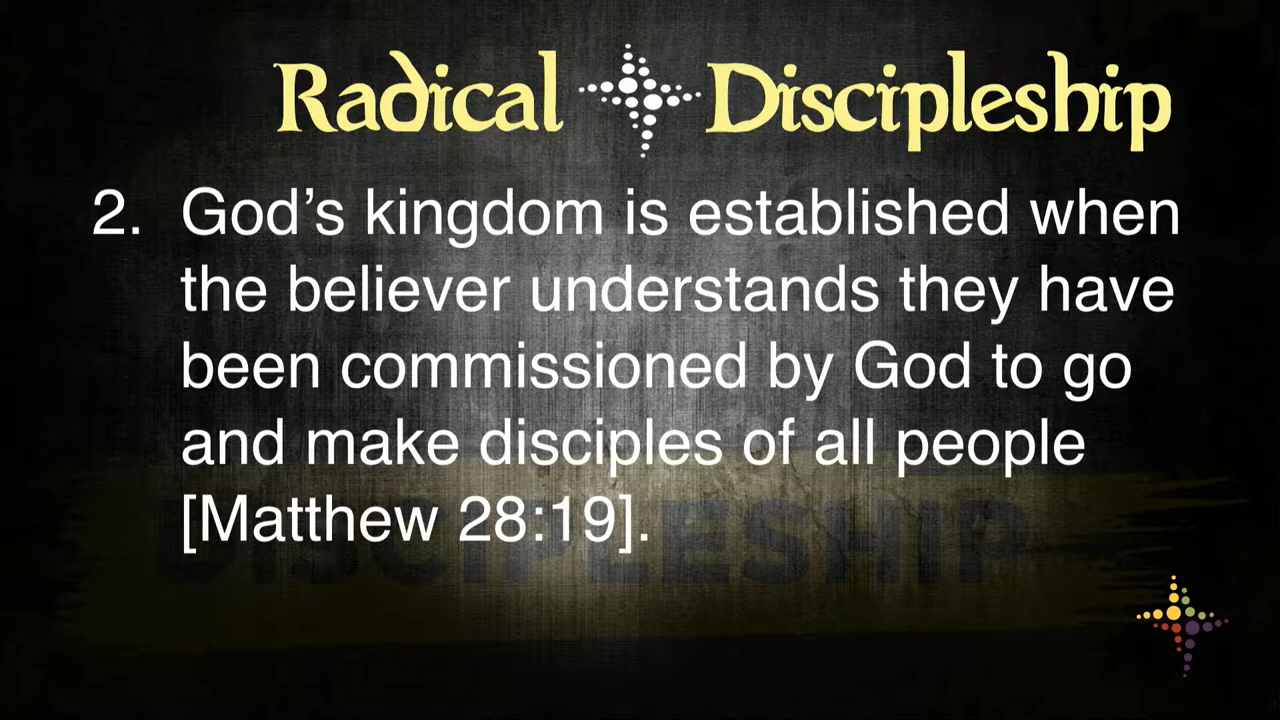 Radical Discipleship
2. God’s kingdom is established when
the believer understands they have
been commissioned by God to go
and make disciples of all people
[Matthew 28:19].
DISCIPLESHIP